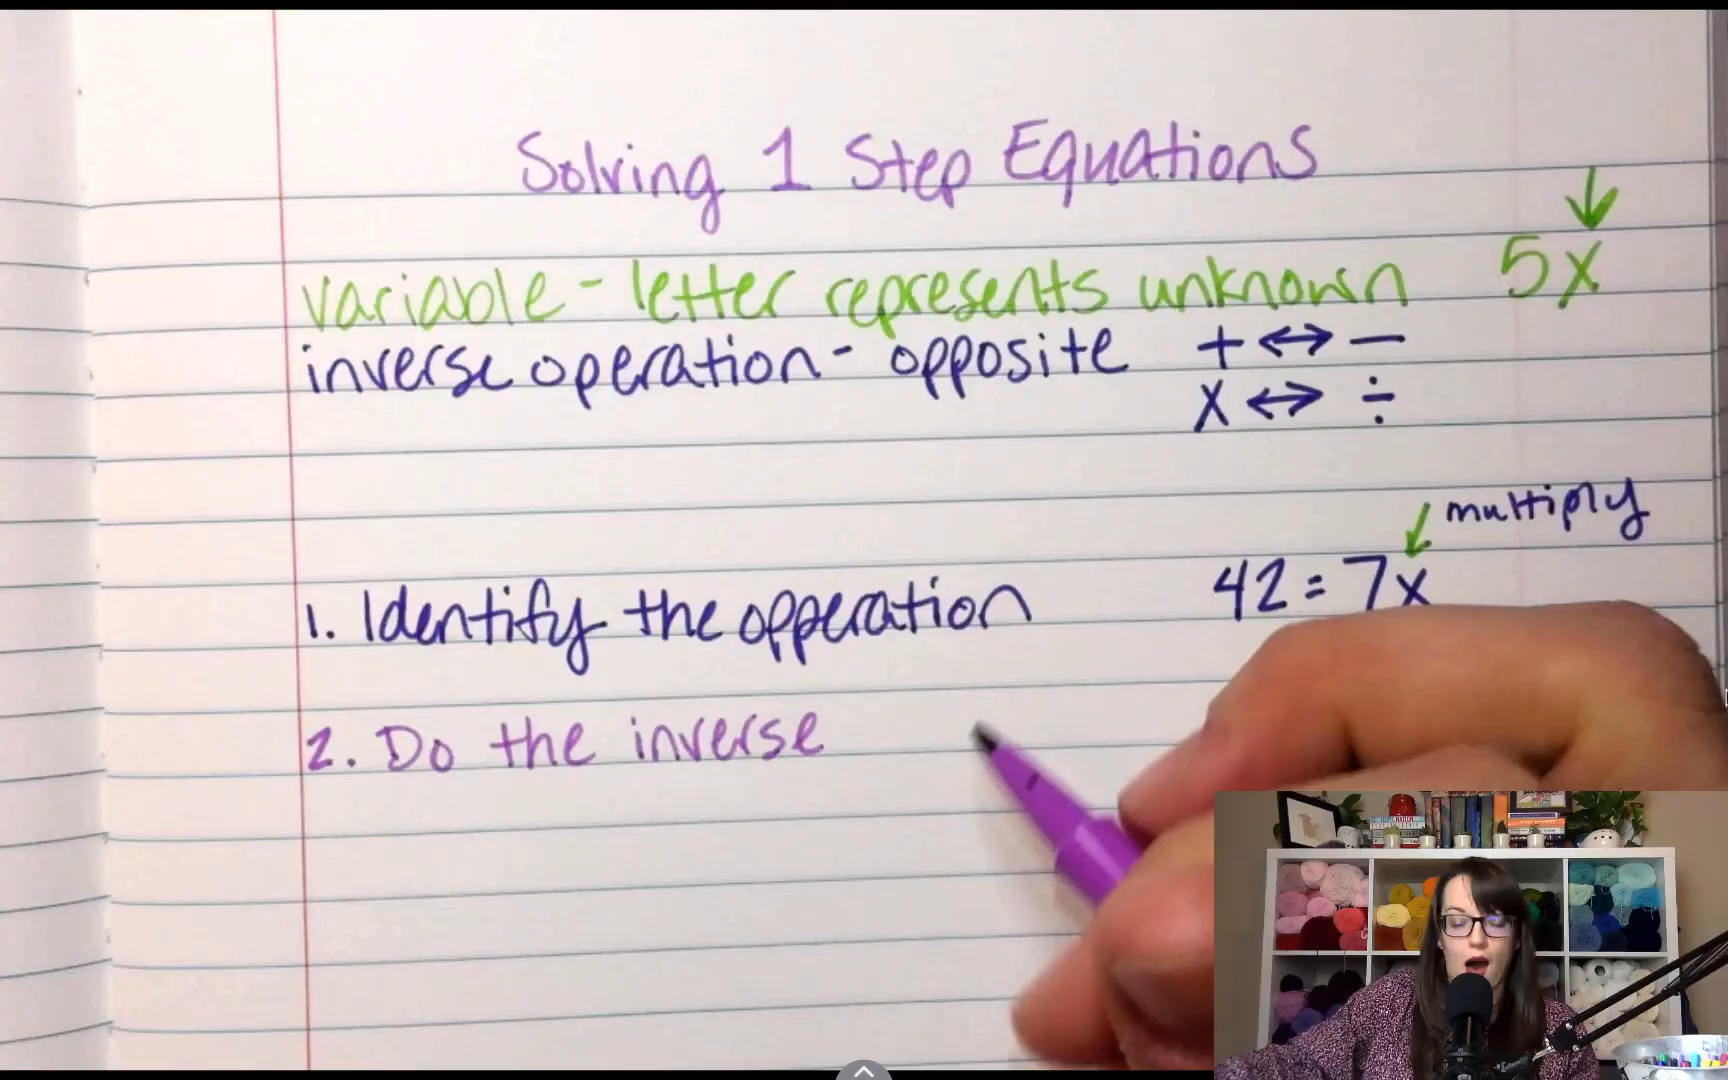 Solving 1 Step Equations
variable - letter represents unknown 5x
inverse operation - opposite + ↔ −
x ↔ ÷
multiply
1. Identify the opperation 42 = 7x
2. Do the inverse